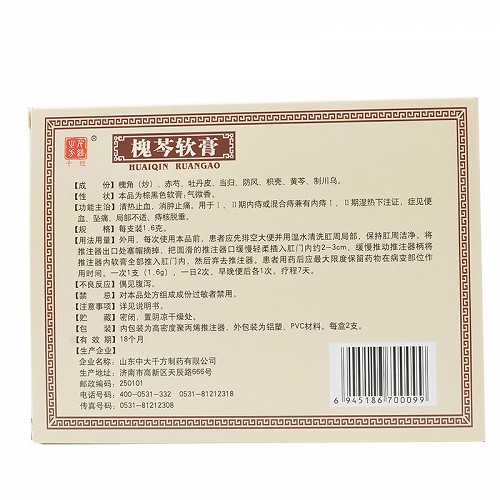 千经
®
槐芩软膏
HUAIQIN RUANGAO
【成　份】槐角（炒）、赤芍、牡丹皮、当归、防风、枳壳、黄芩、制川乌。
【性　状】本品为棕黑色软膏，气微香。
【功能主治】清热止血、消肿止痛。用于Ⅰ、Ⅱ期内痔或混合痔兼有内痔Ⅰ、Ⅱ期湿热下注证，症见便
血、坠痛、局部不适、痔核脱垂。
【规　格】每支装1.6克。
【用法用量】外用，每次使用本品前，患者应先排空大便并用温水清洗肛周局部，保持肛周洁净。将
推注器出口处塞帽摘掉，把圆滑的推注器口缓慢轻柔插入肛门内约2-3cm，缓慢推动推注器柄将
推注器内软膏全部推入肛门内，然后弃去推注器。患者用药后应最大限度保留药物在病变部位作
用时间，一次1支（1.6g），一日2次，早晚便后各1次。疗程7天。
【不良反应】偶见腹泻。
【禁　忌】对本品处方组成成份过敏者禁用。
【注意事项】详见说明书。
【贮　藏】密闭，置阴凉干燥处。
【包　装】内包装为高密度聚丙烯推注器，外包装为铝塑，PVC材料。每盒2支。
【有 效 期】18个月
【生产企业】
企业名称：山东中大千方制药有限公司
生产地址：济南市高新区天辰路666号
邮政编码：250101
电话号码：400-0531-332　0531-81212318
传真号码：0531-81212308
6 945186 700099